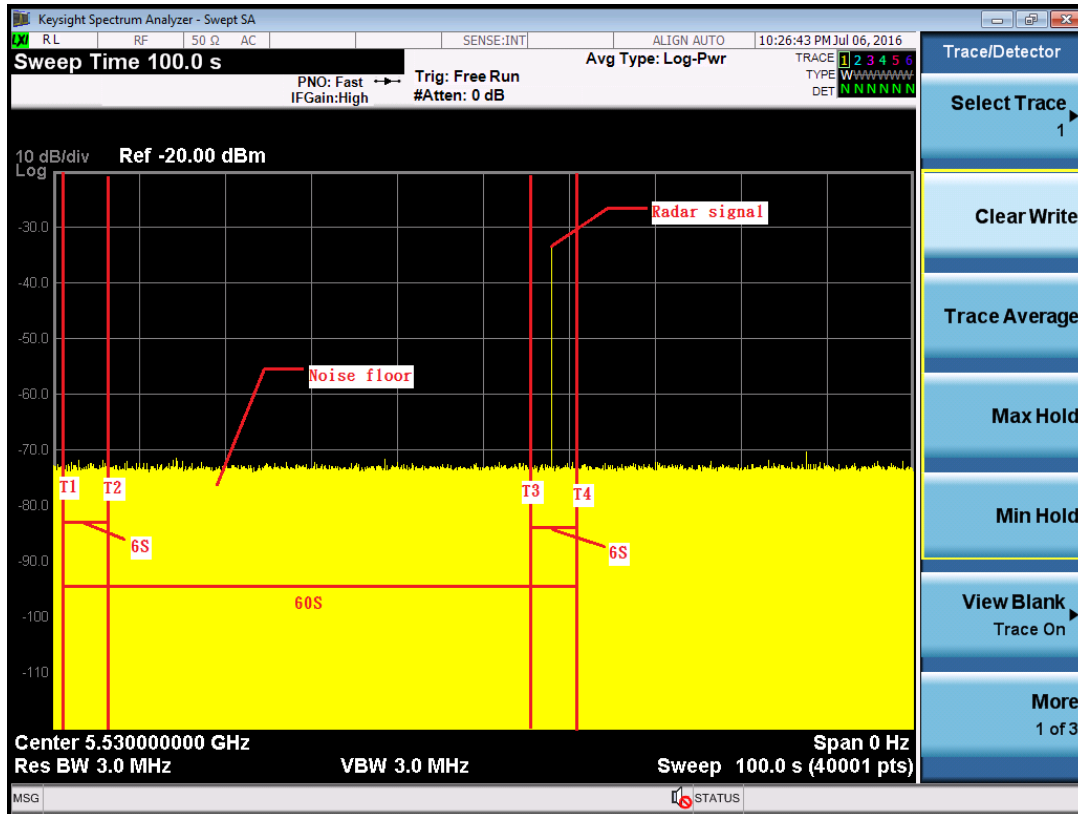 Keysight Spectrum Analyzer - Swept SA
LXI RL RF 50 Ω AC SENSE:INT ALIGN AUTO 10:26:43 PM Jul 06, 2016
Sweep Time 100.0 s
PNO: Fast
IFGain:High
Trig: Free Run
#Atten: 0 dB
Avg Type: Log-Pwr
TRACE 1 2 3 4 5 6
TYPE WWWWWW
DET N N N N N N
10 dB/div Ref -20.00 dBm
Log
-30.0
-40.0
-50.0
-60.0
-70.0
-80.0
-90.0
-100
-110
Radar signal
Noise floor
T1 T2 T3 T4
6S 6S
60S
Center 5.530000000 GHz Span 0 Hz
Res BW 3.0 MHz VBW 3.0 MHz Sweep 100.0 s (40001 pts)
MSG STATUS
Trace/Detector
Select Trace
1
Clear Write
Trace Average
Max Hold
Min Hold
View Blank
Trace On
More
1 of 3